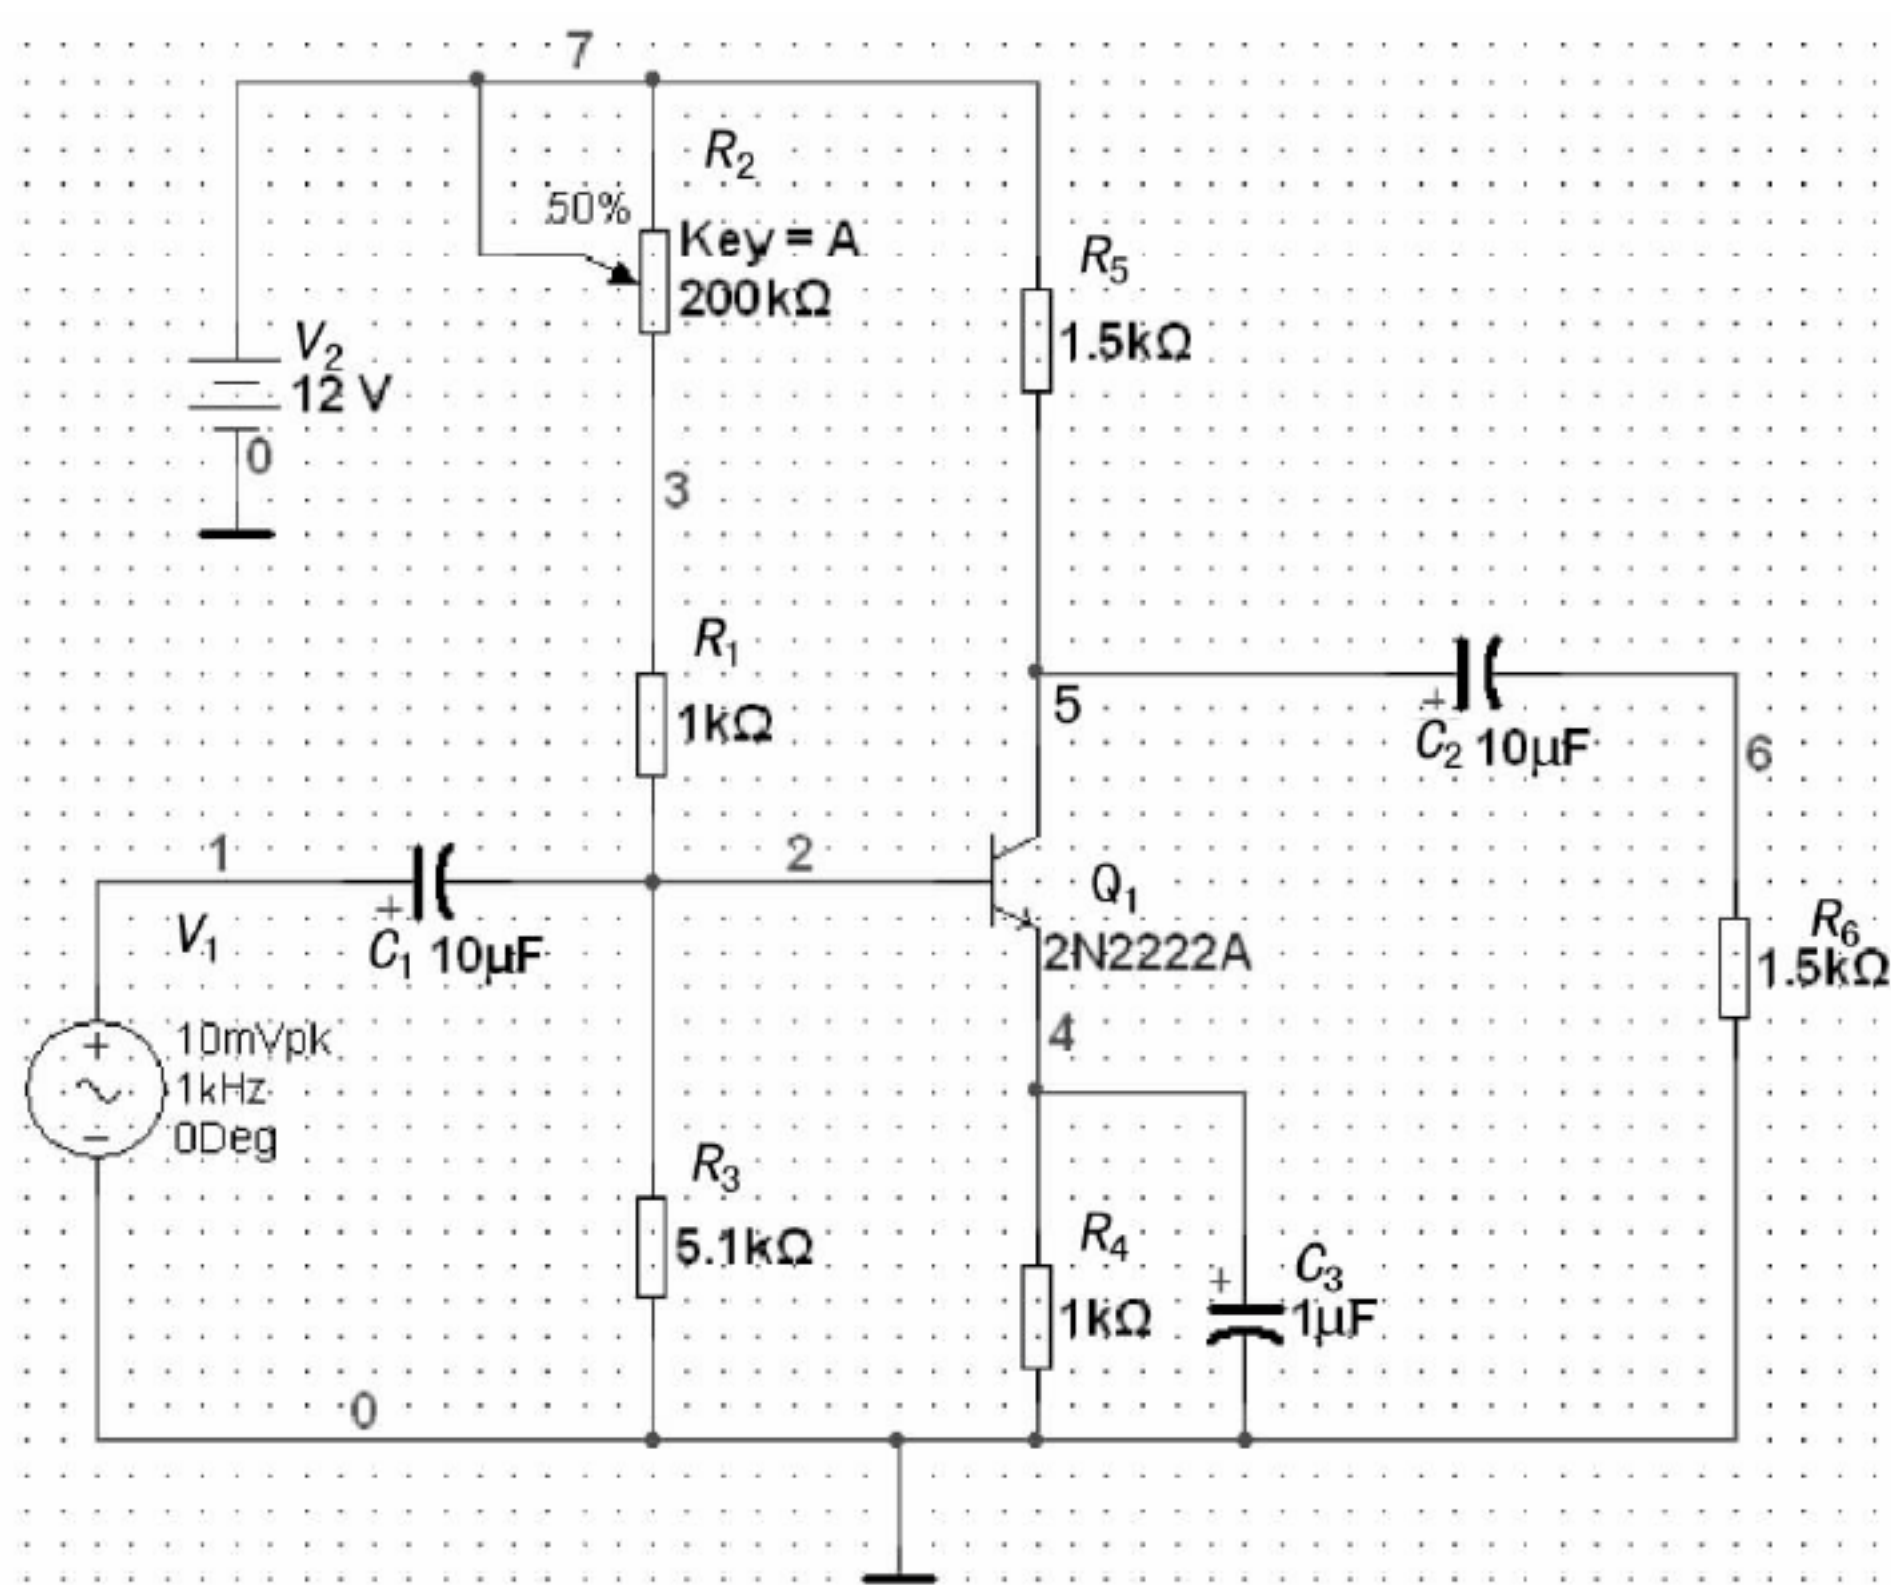 7
R2
50%
Key = A
200kΩ
R5
1.5kΩ
V2
12 V
0
3
R1
1kΩ
5
+
C2 10µF
6
1
2
V1
+
C1 10µF
Q1
2N2222A
R6
1.5kΩ
4
+
10mVpk
1kHz
0Deg
−
R3
5.1kΩ
R4
1kΩ
+
C3
1µF
0